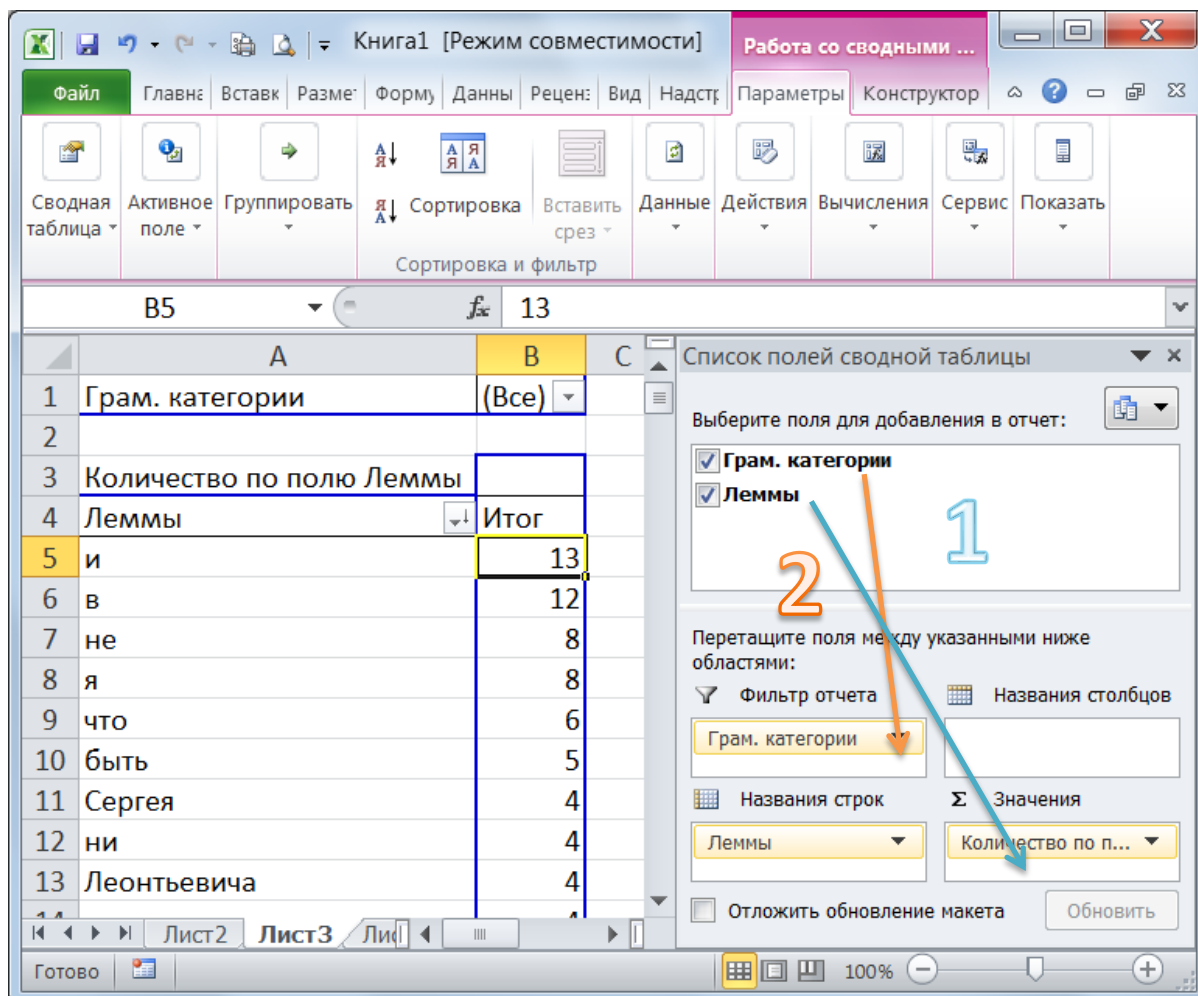 Книга1 [Режим совместимости] Работа со сводными ...
Файл Главна Вставк Размет Форму Данны Реценз Вид Надстр Параметры Конструктор
Сводная таблица
Активное поле
Группировать
Сортировка
Вставить срез
Данные
Действия
Вычисления
Сервис
Показать
Сортировка и фильтр
B5 fx 13
A B C
1 Грам. категории (Все)
2
3 Количество по полю Леммы
4 Леммы Итог
5 и 13
6 в 12
7 не 8
8 я 8
9 что 6
10 быть 5
11 Сергея 4
12 ни 4
13 Леонтьевича 4
14 4
Список полей сводной таблицы
Выберите поля для добавления в отчет:
Грам. категории
Леммы
1
2
Перетащите поля между указанными ниже
областями:
Фильтр отчета Названия столбцов
Грам. категории
Названия строк Σ Значения
Леммы Количество по п...
Отложить обновление макета Обновить
Лист2 Лист3
Готово 100%